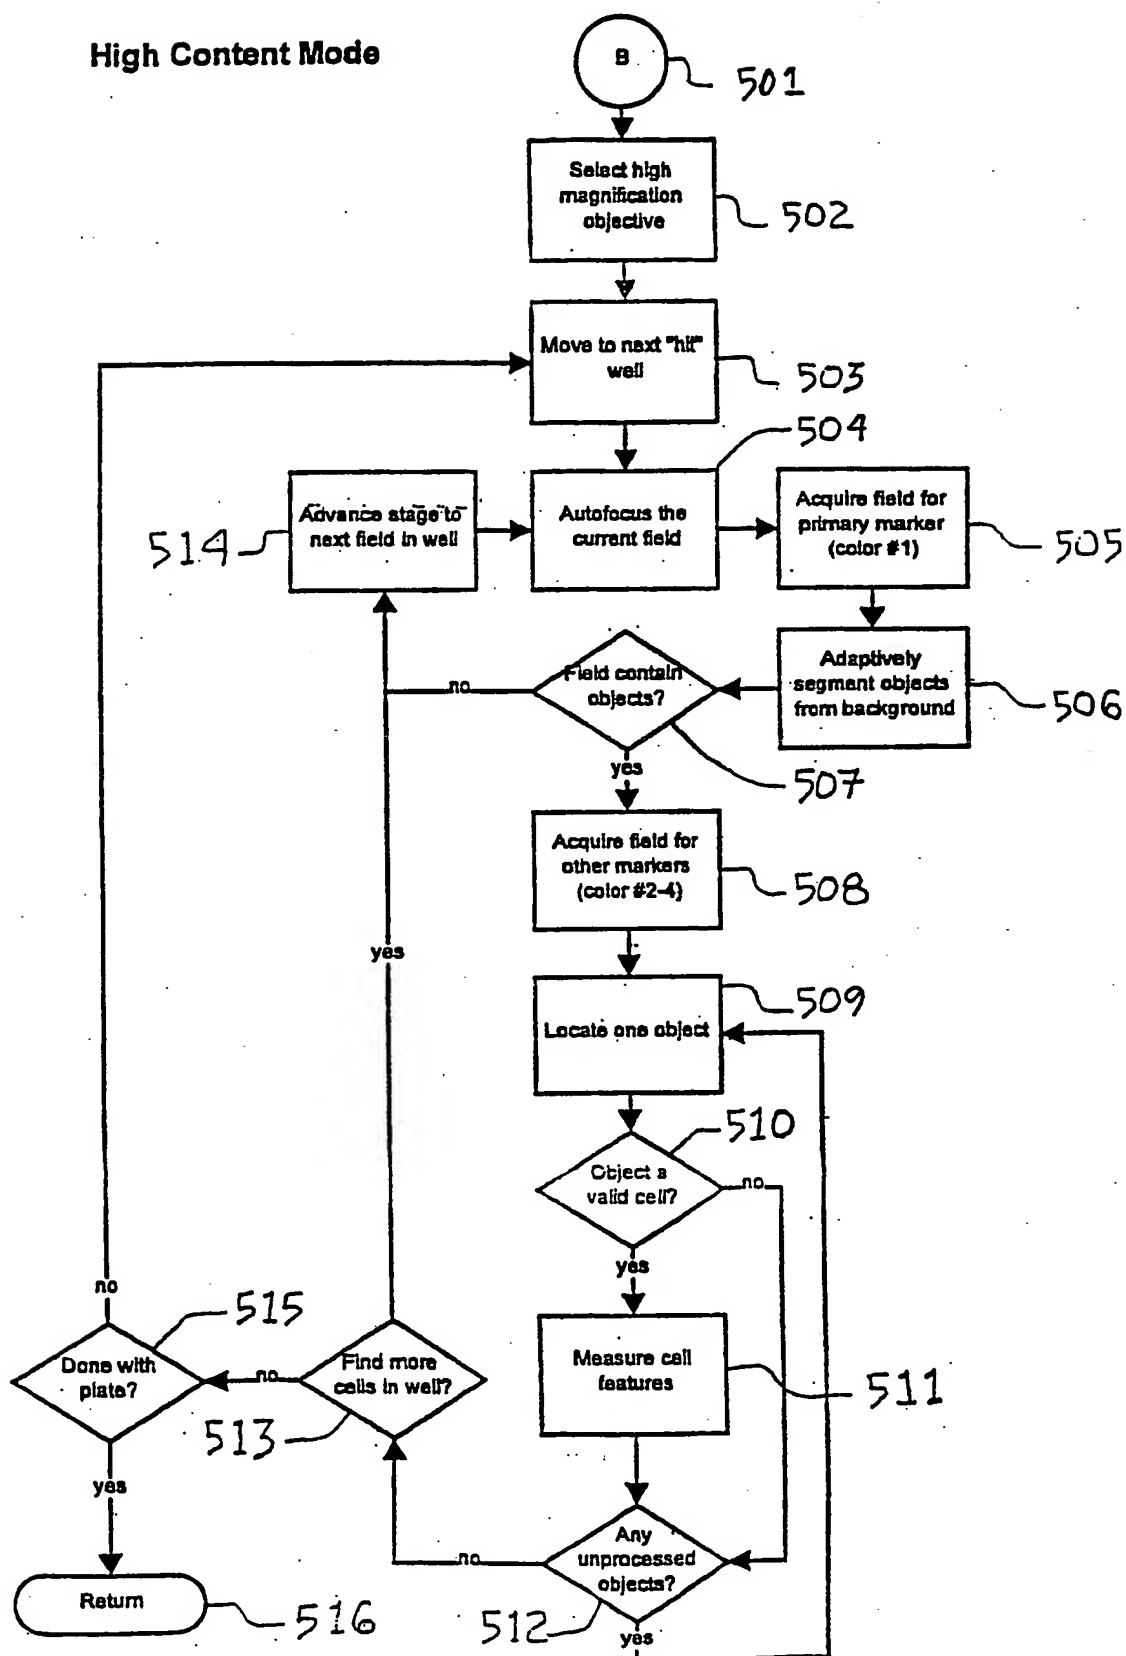 High Content Mode
B
501
Select high
magnification
objective
502
Move to next "hit"
well
503
504
Advance stage to
next field in well
514
Autofocus the
current field
Acquire field for
primary marker
(color #1)
505
Field contain
objects?
no
yes
507
Adaptively
segment objects
from background
506
Acquire field for
other markers
(color #2-4)
508
yes
Locate one object
509
Object a
valid cell?
510
no
yes
Measure cell
features
511
no
Done with
plate?
515
no
Find more
cells in well?
513
yes
Any
unprocessed
objects?
no
512
yes
Return
516